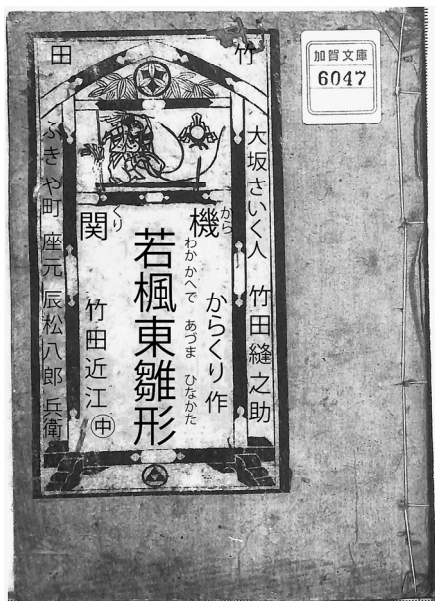 加賀文庫
6047
竹田
大坂さいく人 竹田縫之助
からくり作
機関
からくり
若楓東雛形
わかかへで あづま ひなかた
竹田近江㊥
ふきや町 座元 辰松八郎兵衛